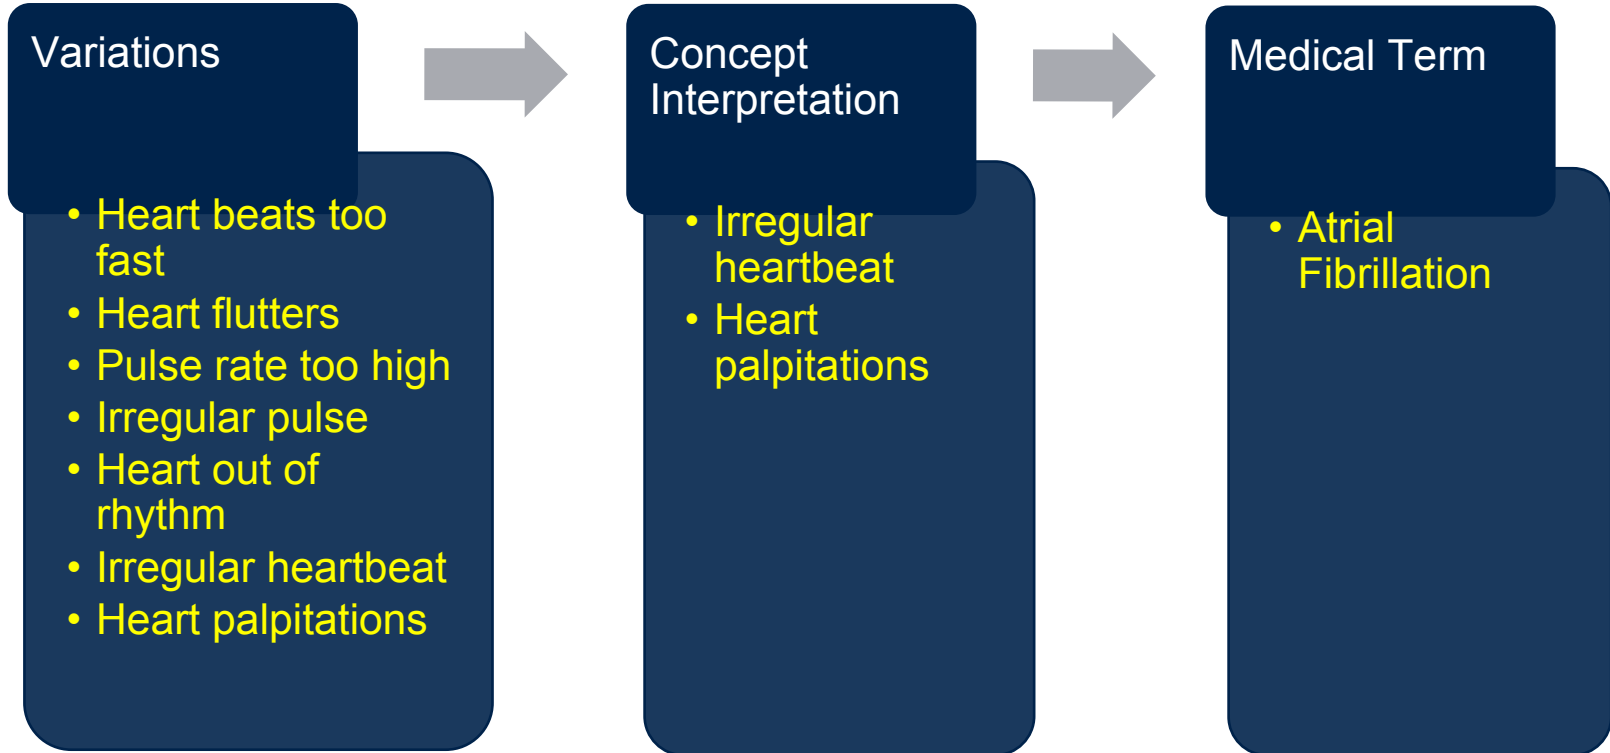 Variations
• Heart beats too
fast
• Heart flutters
• Pulse rate too high
• Irregular pulse
• Heart out of
rhythm
• Irregular heartbeat
• Heart palpitations
Concept
Interpretation
• Irregular
heartbeat
• Heart
palpitations
Medical Term
• Atrial
Fibrillation